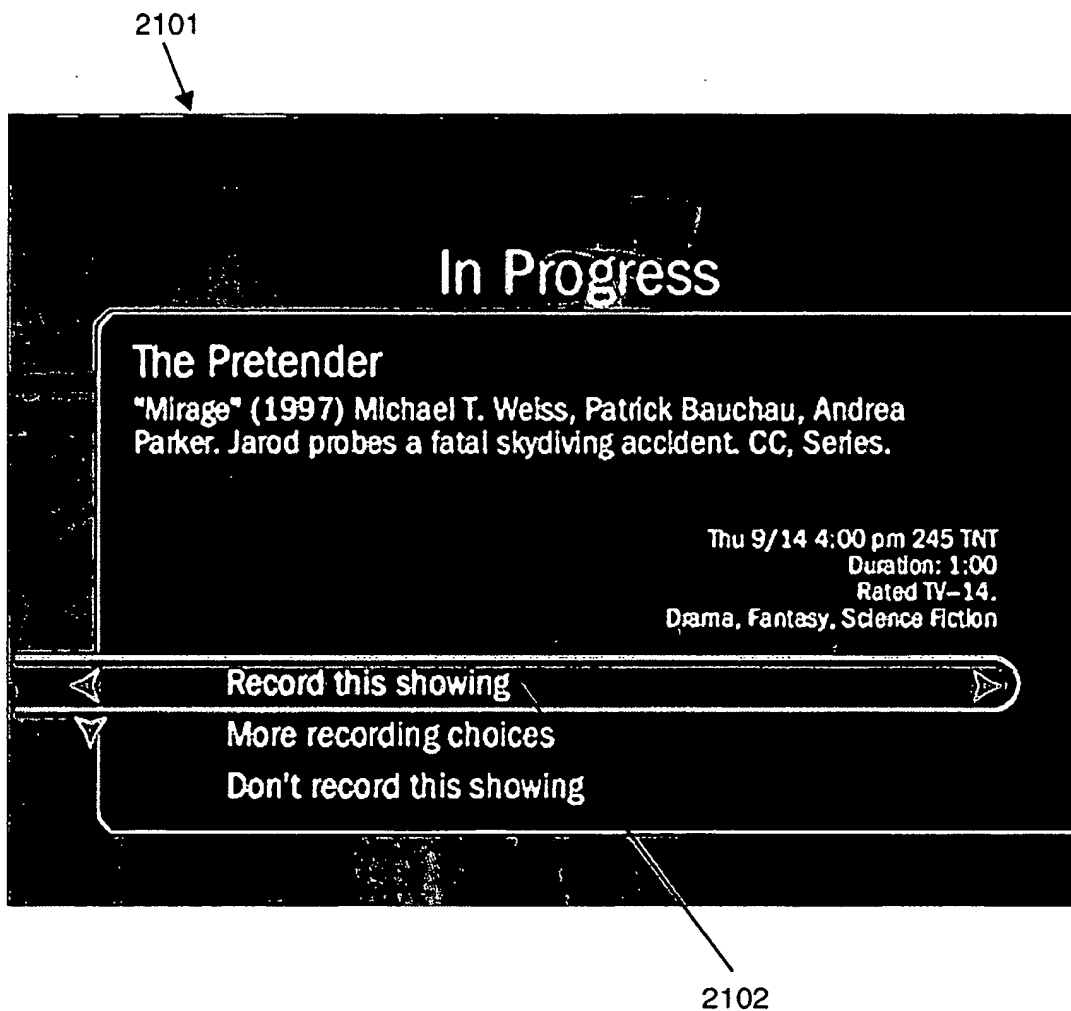 2101
In Progress
The Pretender
"Mirage" (1997) Michael T. Weiss, Patrick Bauchau, Andrea
Parker. Jarod probes a fatal skydiving accident. CC, Series.
Thu 9/14 4:00 pm 245 TNT
Duration: 1:00
Rated TV-14.
Drama, Fantasy, Science Fiction
Record this showing
More recording choices
Don't record this showing
2102